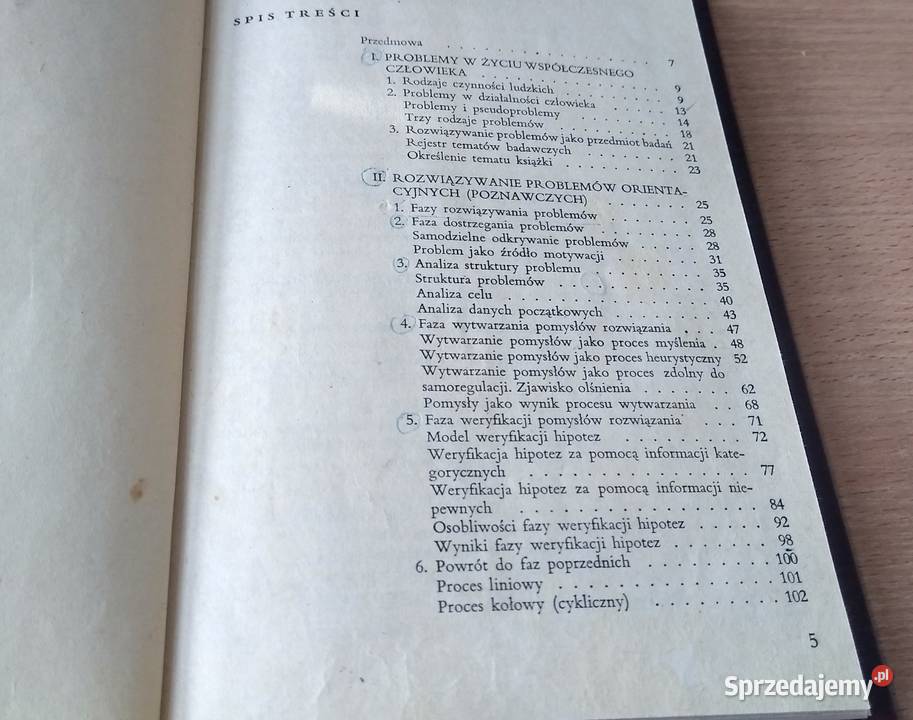 SPIS TREŚCI
Przedmowa . . . . . . . . . . . . . . 7
I. PROBLEMY W ŻYCIU WSPÓŁCZESNEGO
CZŁOWIEKA . . . . . . . . . . . . 9
1. Rodzaje czynności ludzkich . . . . . . . 9
2. Problemy w działalności człowieka . . . . . 13
Problemy i pseudoproblemy . . . . . . 14
Trzy rodzaje problemów . . . . . . . 18
3. Rozwiązywanie problemów jako przedmiot badań 21
Rejestr tematów badawczych . . . . . . 21
Określenie tematu książki . . . . . . . 23
II. ROZWIĄZYWANIE PROBLEMÓW ORIENTA-
CYJNYCH (POZNAWCZYCH) . . . . . . . 25
1. Fazy rozwiązywania problemów . . . . . . 25
2. Faza dostrzegania problemów . . . . . . 28
Samodzielne odkrywanie problemów . . . . . 28
Problem jako źródło motywacji . . . . . . 31
3. Analiza struktury problemu . . . . . . . 35
Struktura problemów . . . . . . . . . 35
Analiza celu . . . . . . . . . . . . 40
Analiza danych początkowych . . . . . . 43
4. Faza wytwarzania pomysłów rozwiązania . . . 47
Wytwarzanie pomysłów jako proces myślenia . 48
Wytwarzanie pomysłów jako proces heurystyczny 52
Wytwarzanie pomysłów jako proces zdolny do
samoregulacji. Zjawisko olśnienia . . . . . 62
Pomysły jako wynik procesu wytwarzania . . 68
5. Faza weryfikacji pomysłów rozwiązania . . . 71
Model weryfikacji hipotez . . . . . . . 72
Weryfikacja hipotez za pomocą informacji kate-
gorycznych . . . . . . . . . . . . . 77
Weryfikacja hipotez za pomocą informacji nie-
pewnych . . . . . . . . . . . . . . 84
Osobliwości fazy weryfikacji hipotez . . . . . 92
Wyniki fazy weryfikacji hipotez . . . . . . 98
6. Powrót do faz poprzednich . . . . . . . . 100
Proces liniowy . . . . . . . . . . . . 101
Proces kołowy (cykliczny) . . . . . . . . 102
5
Sprzedajemy.pl